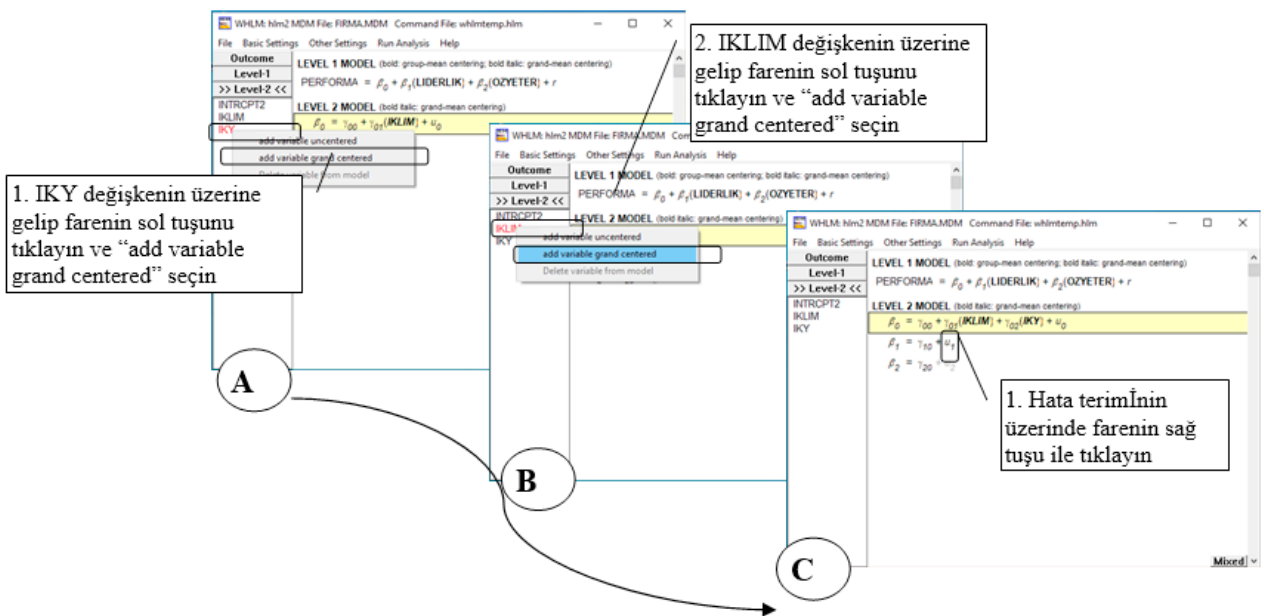 WHLM: hlm2 MDM File: FIRMA.MDM Command File: whlmtemp.hlm
File Basic Settings Other Settings Run Analysis Help
Outcome
Level-1
>> Level-2 <<
INTRCPT2
IKLIM
IKY
LEVEL 1 MODEL (bold: group-mean centering; bold italic: grand-mean centering)
PERFORMA = β0 + β1(LIDERLIK) + β2(OZYETER) + r
LEVEL 2 MODEL (bold italic: grand-mean centering)
β0 = γ00 + γ01(IKLIM) + u0
add variable uncentered
add variable grand centered
Delete variable from model
1. IKY değişkenin üzerine
gelip farenin sol tuşunu
tıklayın ve “add variable
grand centered” seçin
A
2. IKLIM değişkenin üzerine
gelip farenin sol tuşunu
tıklayın ve “add variable
grand centered” seçin
WHLM: hlm2 MDM File: FIRMA.MDM
File Basic Settings Other Settings Run Analysis Help
Outcome
Level-1
>> Level-2 <<
INTRCPT2
IKLIM
IKY
LEVEL 1 MODEL (bold: group-mean centering; bold italic: grand-mean centering)
PERFORMA = β0 + β1(LIDERLIK) + β2(OZYETER) + r
LEVEL 2 MODEL (bold italic: grand-mean centering)
add variable uncentered
add variable grand centered
Delete variable from model
B
WHLM: hlm2 MDM File: FIRMA.MDM Command File: whlmtemp.hlm
File Basic Settings Other Settings Run Analysis Help
Outcome
Level-1
>> Level-2 <<
INTRCPT2
IKLIM
IKY
LEVEL 1 MODEL (bold: group-mean centering; bold italic: grand-mean centering)
PERFORMA = β0 + β1(LIDERLIK) + β2(OZYETER) + r
LEVEL 2 MODEL (bold italic: grand-mean centering)
β0 = γ00 + γ01(IKLIM) + γ02(IKY) + u0
β1 = γ10 + u1
β2 = γ20 + u2
1. Hata terimİnin
üzerinde farenin sağ
tuşu ile tıklayın
C
Mixed